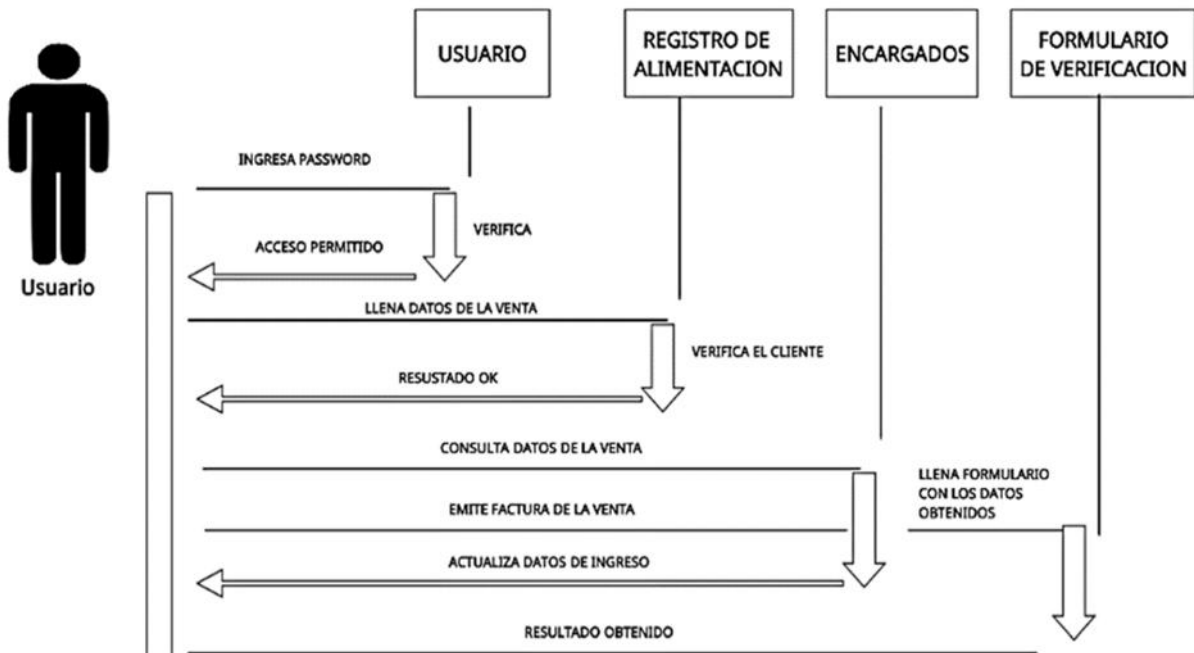 USUARIO
REGISTRO DE
ALIMENTACION
ENCARGADOS
FORMULARIO
DE VERIFICACION
Usuario
INGRESA PASSWORD
VERIFICA
ACCESO PERMITIDO
LLENA DATOS DE LA VENTA
VERIFICA EL CLIENTE
RESUSTADO OK
CONSULTA DATOS DE LA VENTA
LLENA FORMULARIO
CON LOS DATOS
OBTENIDOS
EMITE FACTURA DE LA VENTA
ACTUALIZA DATOS DE INGRESO
RESULTADO OBTENIDO